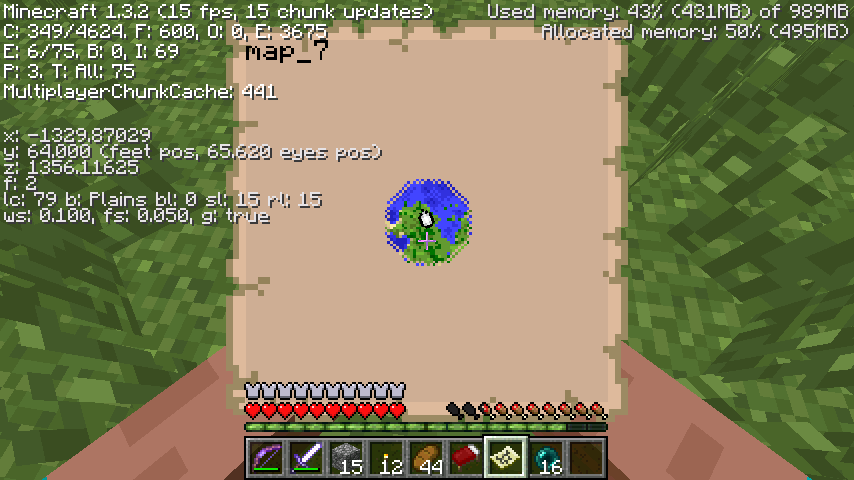 Minecraft 1.3.2 (15 fps, 15 chunk updates)
Used memory: 43% (431MB) of 989MB
C: 349/4624, F: 600, O: 0, E: 3675
Allocated memory: 50% (495MB)
E: 6/75, B: 0, I: 69
map_7
P: 3, T: All: 75
MultiplayerChunkCache: 441
x: -1329.87029
y: 64.000 (feet pos, 65.620 eyes pos)
z: 1356.11625
f: 2
lc: 79 b: Plains bl: 0 sl: 15 rl: 15
ws: 0.100, fs: 0.050, g: true
15 12 44 16